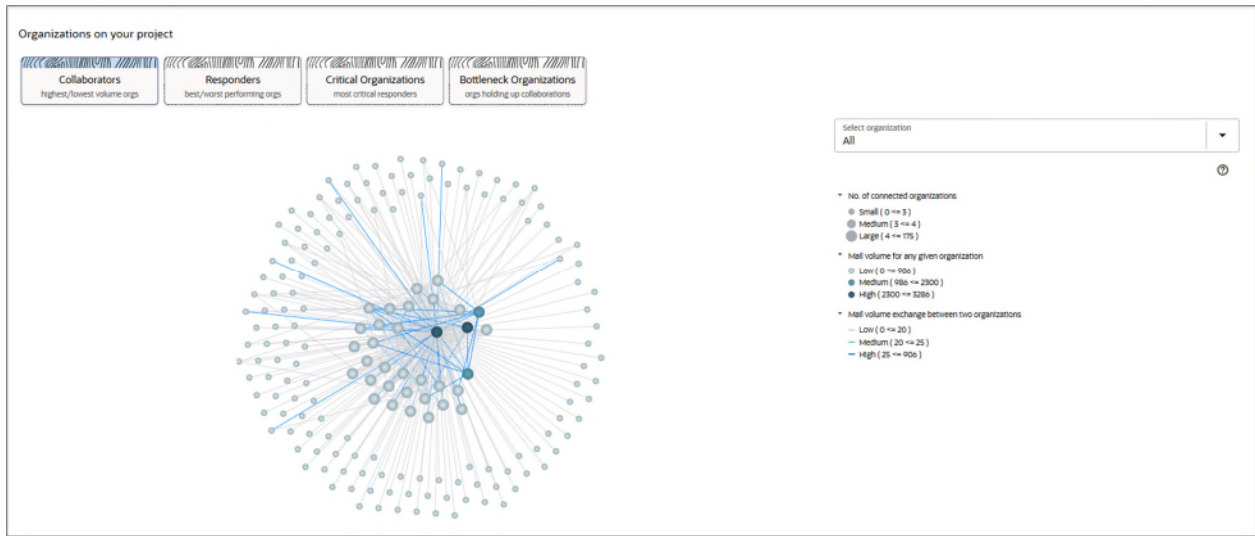 Organizations on your project
Collaborators
highest/lowest volume orgs
Responders
best/worst performing orgs
Critical Organizations
most critical responders
Bottleneck Organizations
orgs holding up collaborations
Select organization
All
No. of connected organizations
Small ( 0 <= 3 )
Medium ( 3 <= 4 )
Large ( 4 <= 175 )
Mail volume for any given organization
Low ( 0 <= 906 )
Medium ( 986 <= 2300 )
High ( 2300 <= 3286 )
Mail volume exchange between two organizations
Low ( 0 <= 20 )
Medium ( 20 <= 25 )
High ( 25 <= 906 )